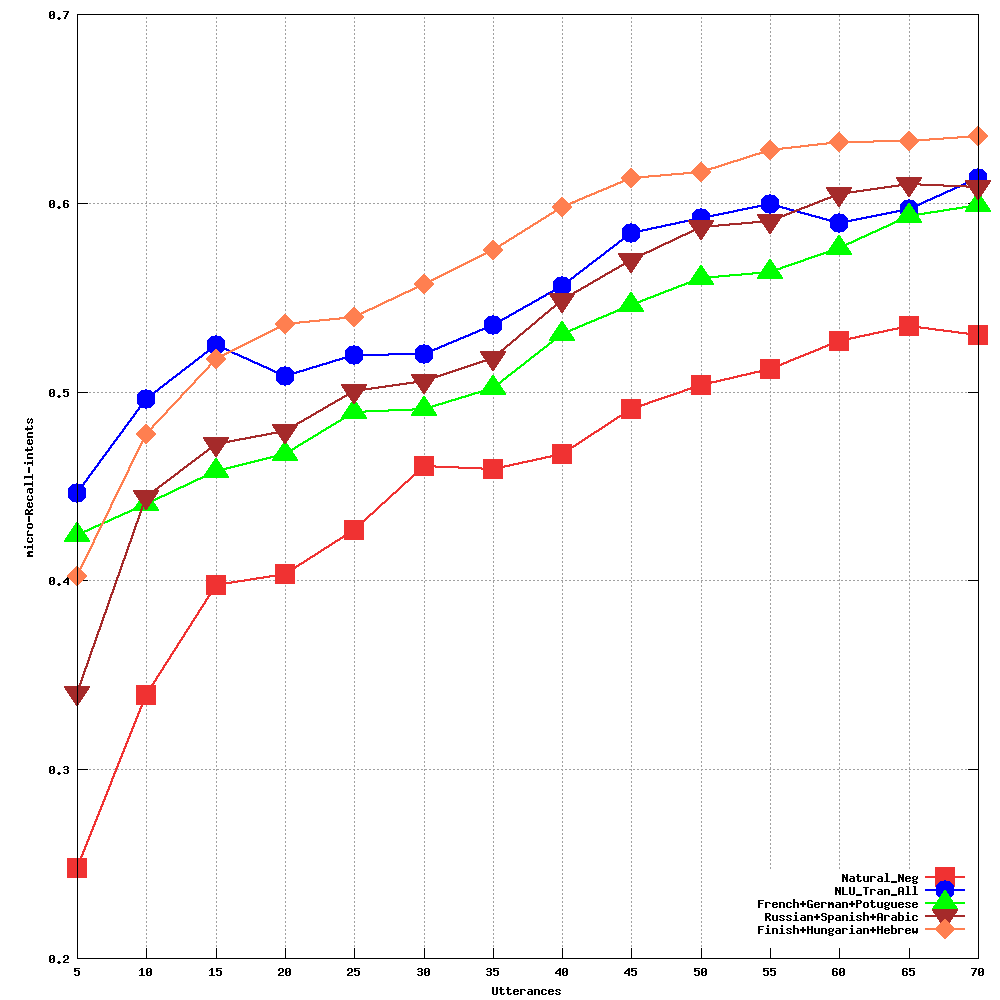 0.7
0.6
0.5
0.4
0.3
0.2
micro-Recall-intents
Natural_Neg
NLU_Tran_All
French+German+Potuguese
Russian+Spanish+Arabic
Finish+Hungarian+Hebrew
5 10 15 20 25 30 35 40 45 50 55 60 65 70
Utterances